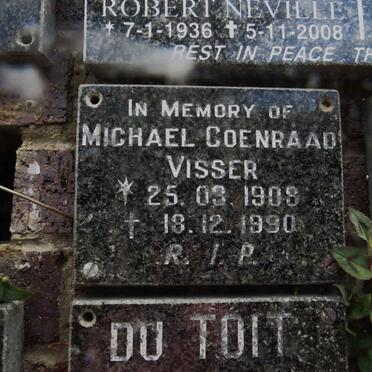 ROBERT NEVILLE
* 7-1-1936 † 5-11-2008
REST IN PEACE
IN MEMORY OF
MICHAEL COENRAAD
VISSER
* 25.03.1908
† 18.12.1990
R.I.P.
DU TOIT